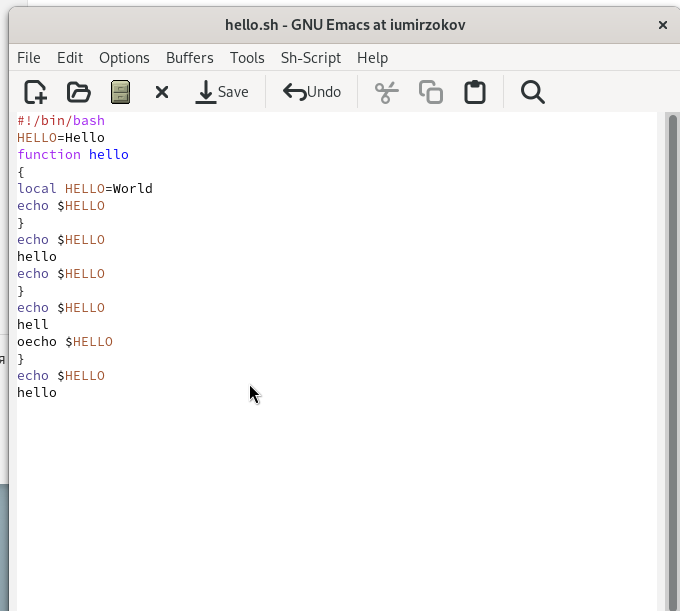 hello.sh - GNU Emacs at iumirzokov
File Edit Options Buffers Tools Sh-Script Help
Save Undo
#!/bin/bash
HELLO=Hello
function hello
{
local HELLO=World
echo $HELLO
}
echo $HELLO
hello
echo $HELLO
}
echo $HELLO
hell
oecho $HELLO
}
echo $HELLO
hello
я